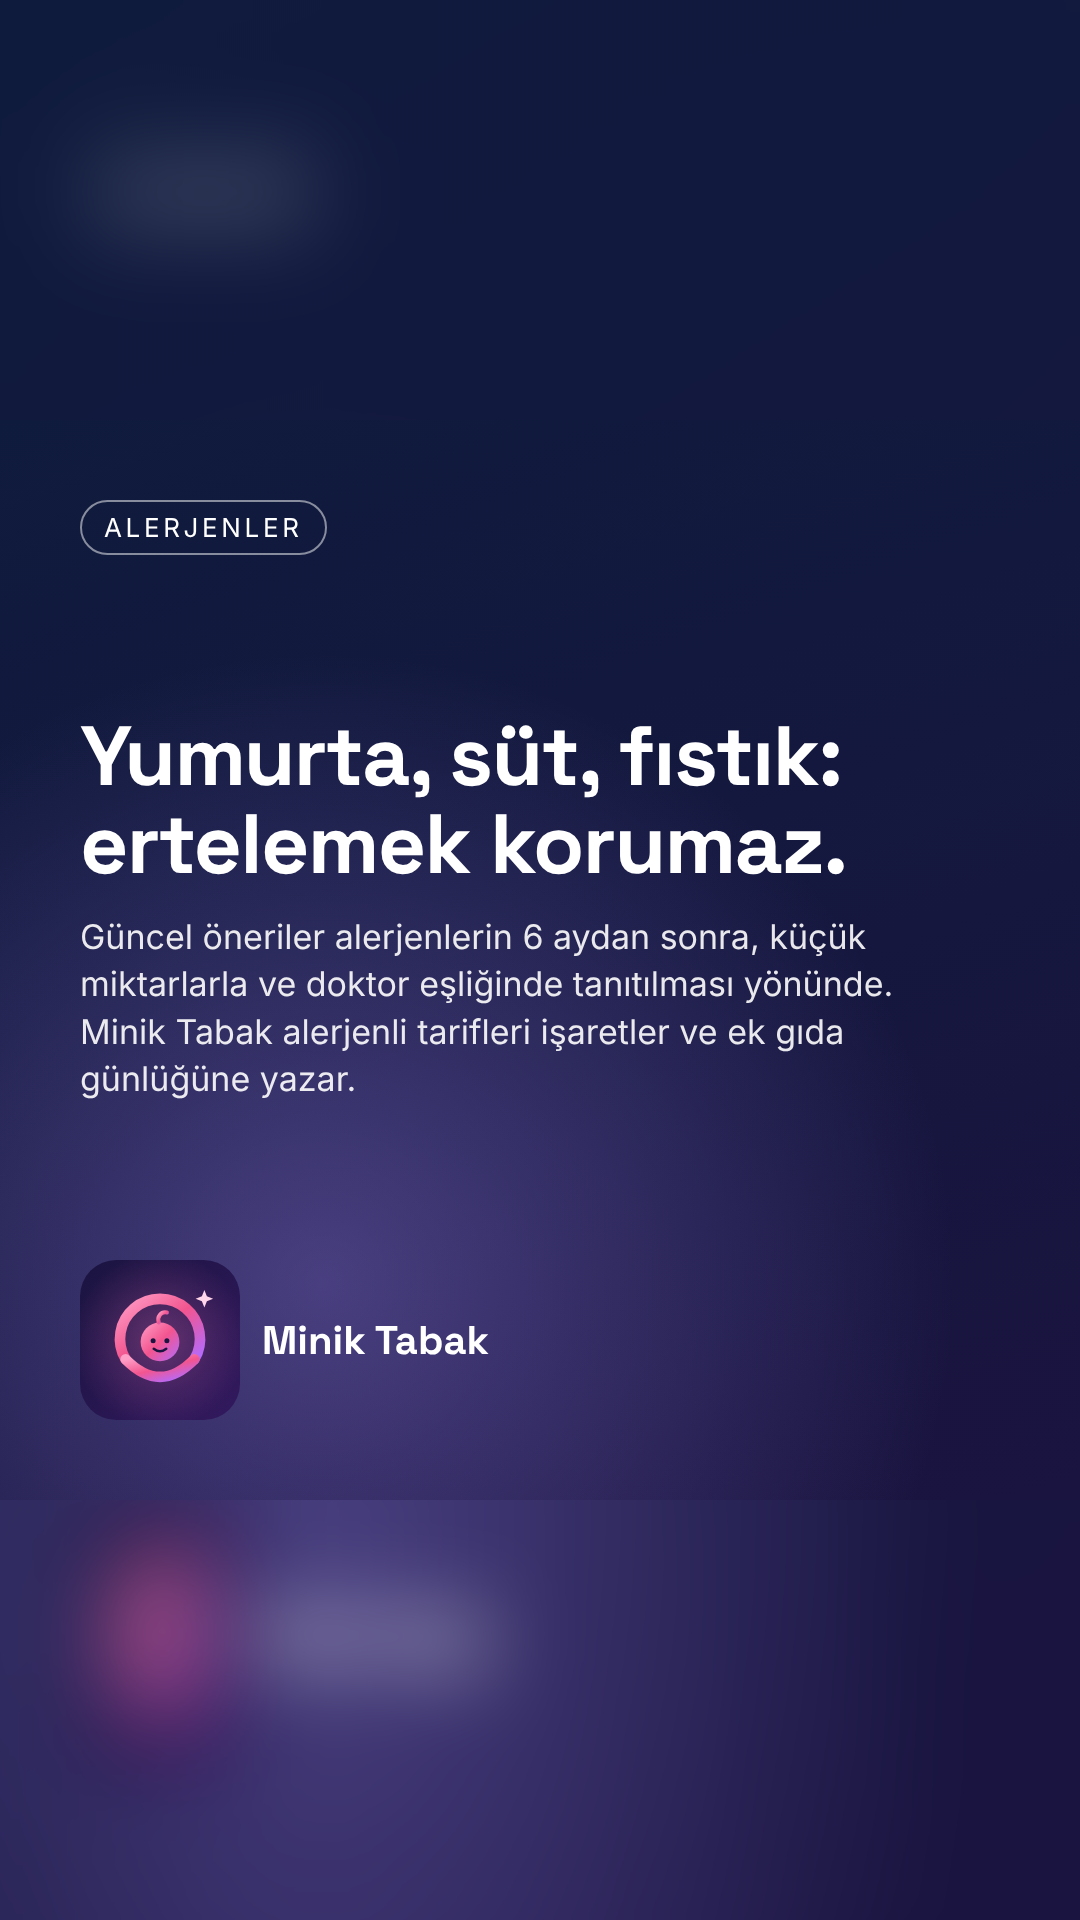 ALERJENLER
Yumurta, süt, fıstık:
ertelemek korumaz.
Güncel öneriler alerjenlerin 6 aydan sonra, küçük
miktarlarla ve doktor eşliğinde tanıtılması yönünde.
Minik Tabak alerjenli tarifleri işaretler ve ek gıda
günlüğüne yazar.
Minik Tabak